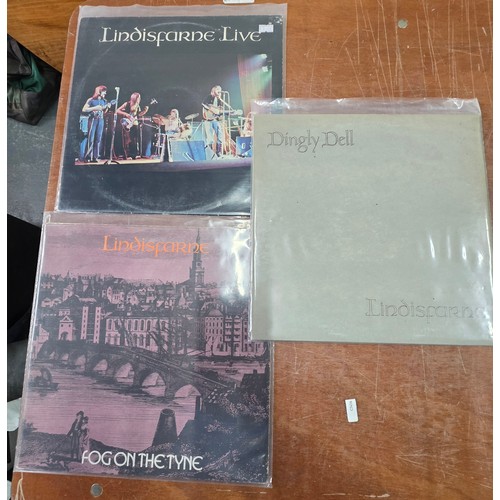 Lindisfarne Live
Dingly Dell
Lindisfarne
Lindisfarne
FOG ON THE TYNE